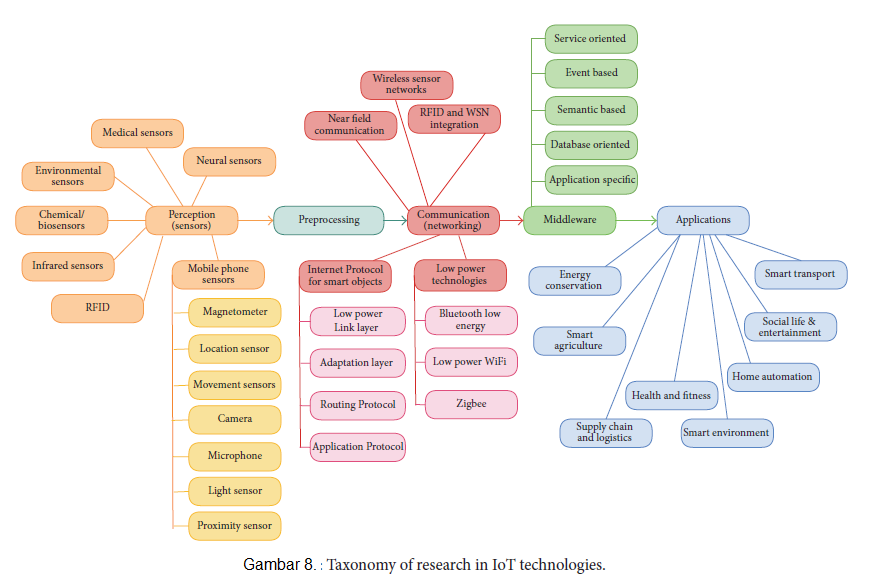 Service oriented
Event based
Semantic based
Database oriented
Application specific
Wireless sensor
networks
Near field
communication
RFID and WSN
integration
Medical sensors
Neural sensors
Environmental
sensors
Chemical/
biosensors
Infrared sensors
RFID
Perception
(sensors)
Preprocessing
Communication
(networking)
Middleware
Applications
Mobile phone
sensors
Magnetometer
Location sensor
Movement sensors
Camera
Microphone
Light sensor
Proximity sensor
Internet Protocol
for smart objects
Low power
Link layer
Adaptation layer
Routing Protocol
Application Protocol
Low power
technologies
Bluetooth low
energy
Low power WiFi
Zigbee
Energy
conservation
Smart
agriculture
Supply chain
and logistics
Health and fitness
Smart environment
Home automation
Social life &
entertainment
Smart transport
Gambar 8. : Taxonomy of research in IoT technologies.